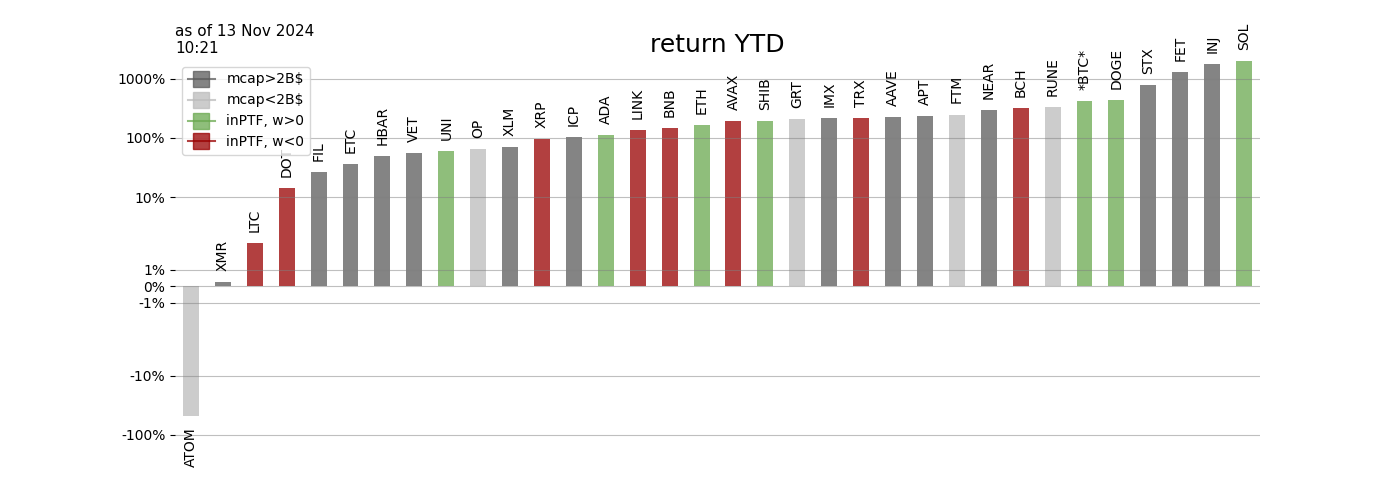 as of 13 Nov 2024
10:21
return YTD
mcap>2B$
mcap<2B$
inPTF, w>0
inPTF, w<0
1000%
100%
10%
1%
0%
-1%
-10%
-100%
ATOM
XMR
LTC
DOT
FIL
ETC
HBAR
VET
UNI
OP
XLM
XRP
ICP
ADA
LINK
BNB
ETH
AVAX
SHIB
GRT
IMX
TRX
AAVE
APT
FTM
NEAR
BCH
RUNE
*BTC*
DOGE
STX
FET
INJ
SOL